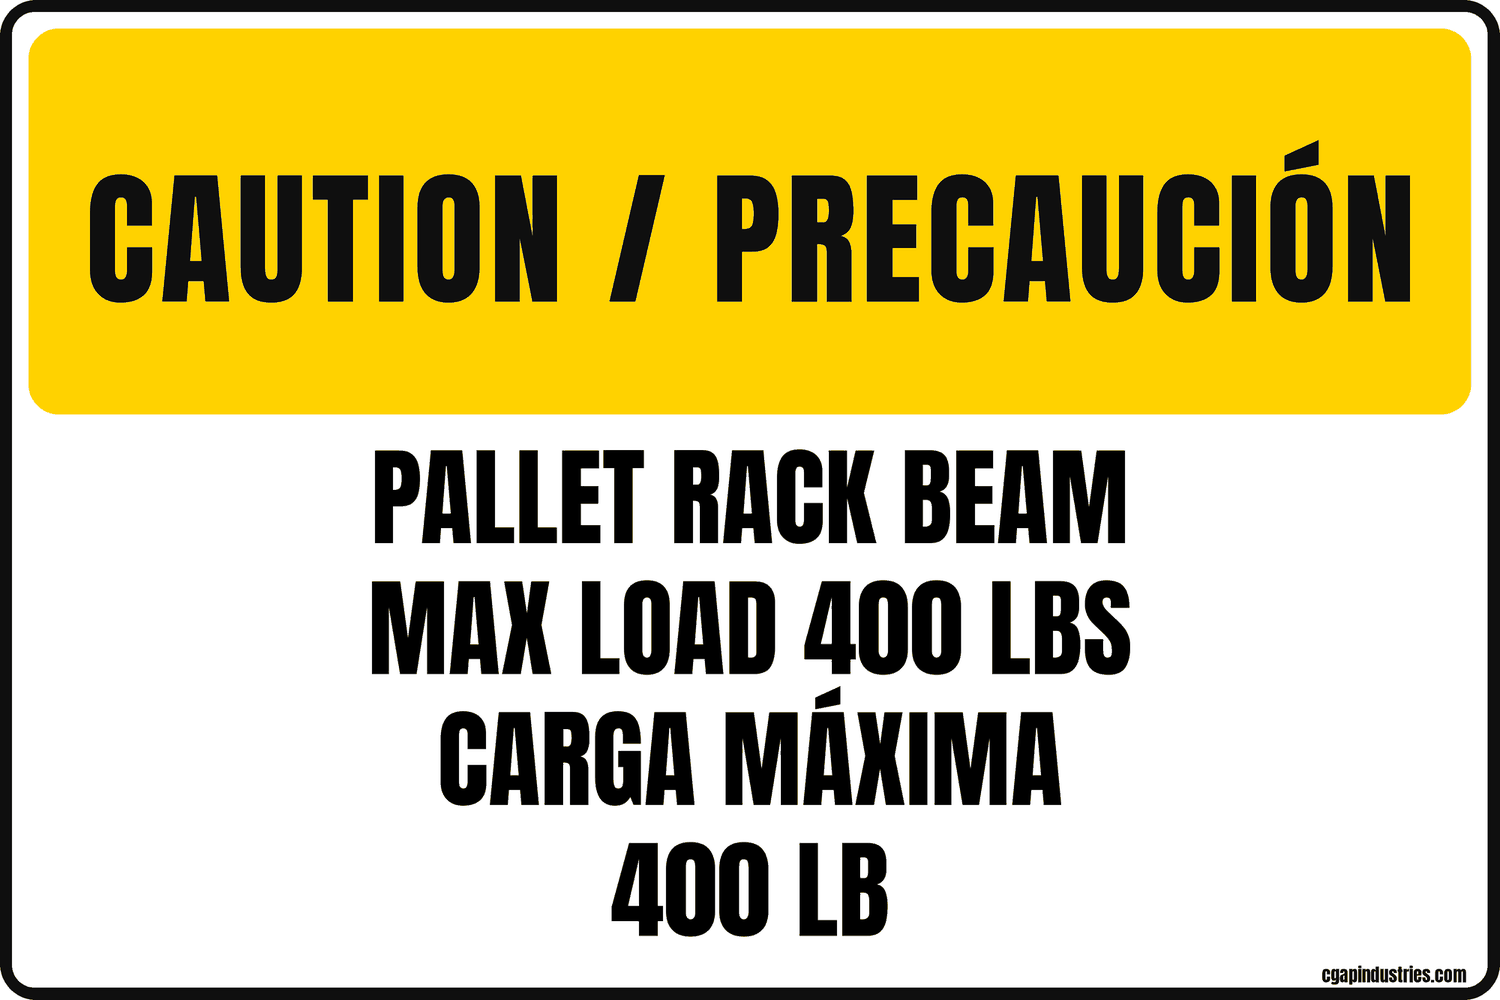 CAUTION / PRECAUCIÓN
PALLET RACK BEAM
MAX LOAD 400 LBS
CARGA MÁXIMA
400 LB
cgapindustries.com